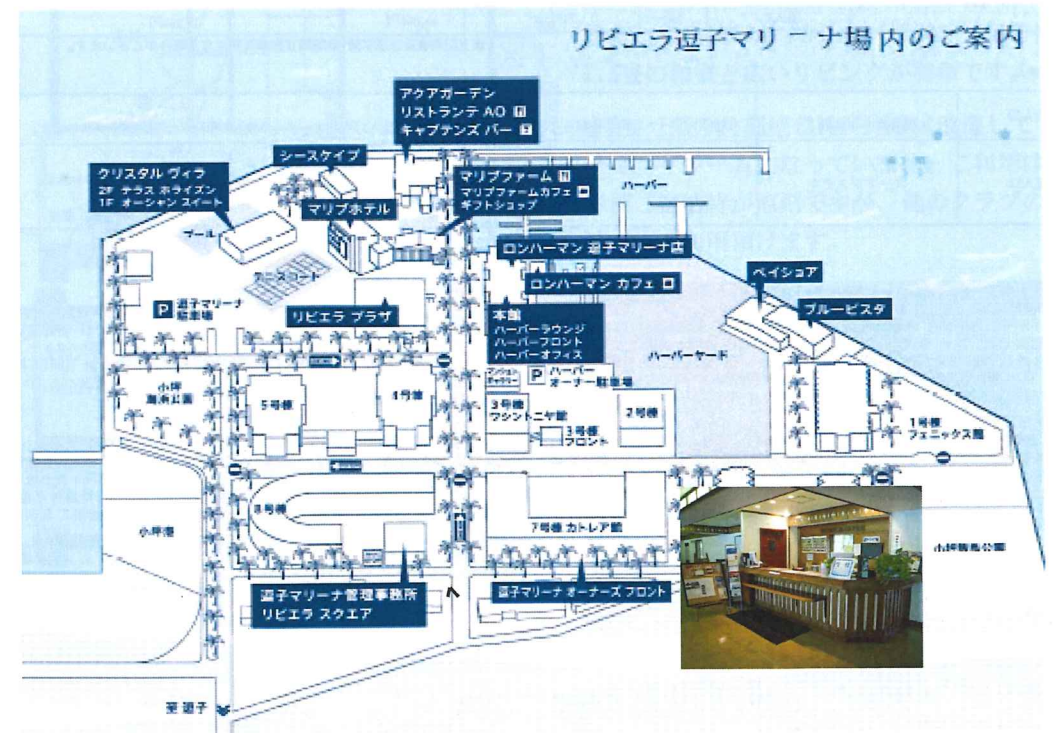 リビエラ逗子マリーナ場内のご案内
アクアガーデン
リストランテ AO
キャプテンズ バー
シースケイプ
クリスタル ヴィラ
2F テラス ホライズン
1F オーシャン スイート
マリブファーム
マリブファームカフェ
ギフトショップ
ハーバー
マリブホテル
プール
テニスコート
ロンハーマン 逗子マリーナ店
ロンハーマン カフェ
ベイショア
ブルービスタ
P 逗子マリーナ
駐車場
リビエラ プラザ
本館
ハーバーラウンジ
ハーバーフロント
ハーバーオフィス
ハーバーヤード
小坪
海浜公園
5号棟
4号棟
マンション
ギャラリー
P ハーバー
オーナー駐車場
3号棟
ワシントニヤ館
3号棟
フロント
2号棟
1号棟
フェニックス館
小坪港
8号棟
7号棟 カトレア館
小坪飯島公園
逗子マリーナ管理事務所
リビエラ スクエア
逗子マリーナ オーナーズ フロント
至 逗子